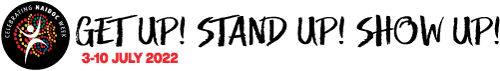 CELEBRATING NAIDOC WEEK
GET UP! STAND UP! SHOW UP!
3-10 JULY 2022